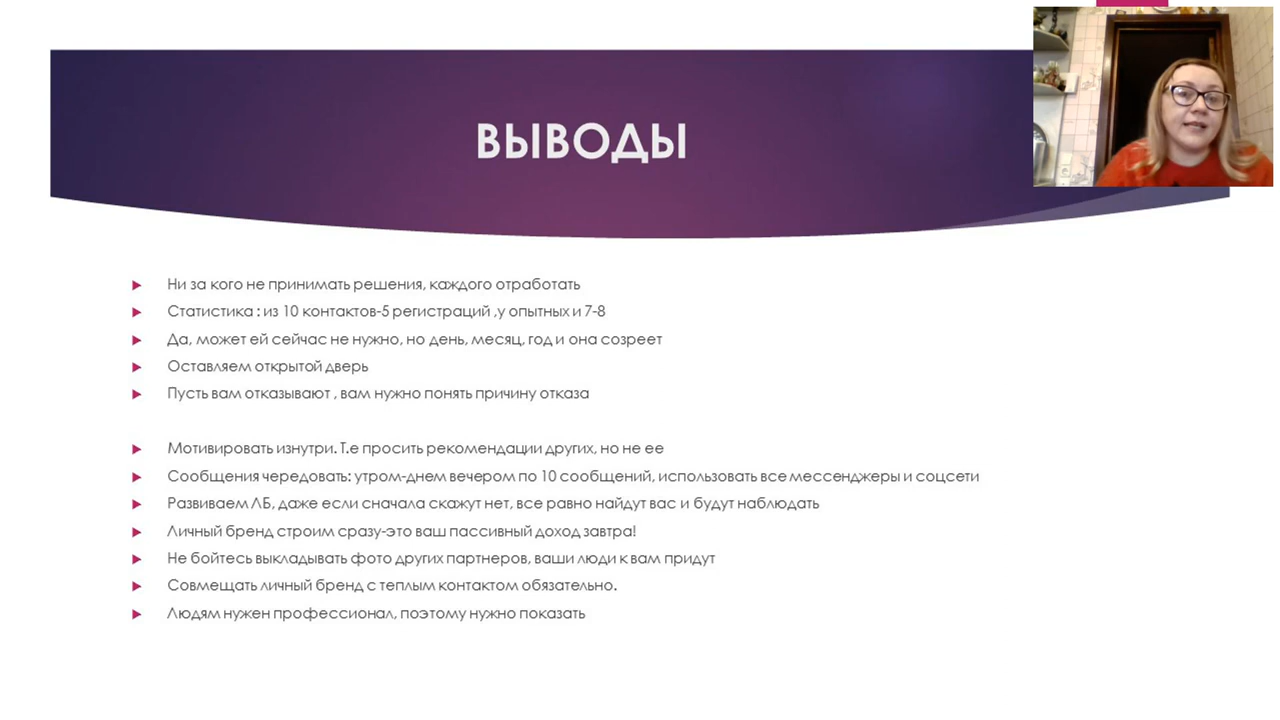 ВЫВОДЫ
Ни за кого не принимать решения, каждого отработать
Статистика : из 10 контактов-5 регистраций ,у опытных и 7-8
Да, может ей сейчас не нужно, но день, месяц, год и она созреет
Оставляем открытой дверь
Пусть вам отказывают , вам нужно понять причину отказа
Мотивировать изнутри. Т.е просить рекомендации других, но не ее
Сообщения чередовать: утром-днем вечером по 10 сообщений, использовать все мессенджеры и соцсети
Развиваем ЛБ, даже если сначала скажут нет, все равно найдут вас и будут наблюдать
Личный бренд строим сразу-это ваш пассивный доход завтра!
Не бойтесь выкладывать фото других партнеров, ваши люди к вам придут
Совмещать личный бренд с теплым контактом обязательно.
Людям нужен профессионал, поэтому нужно показать